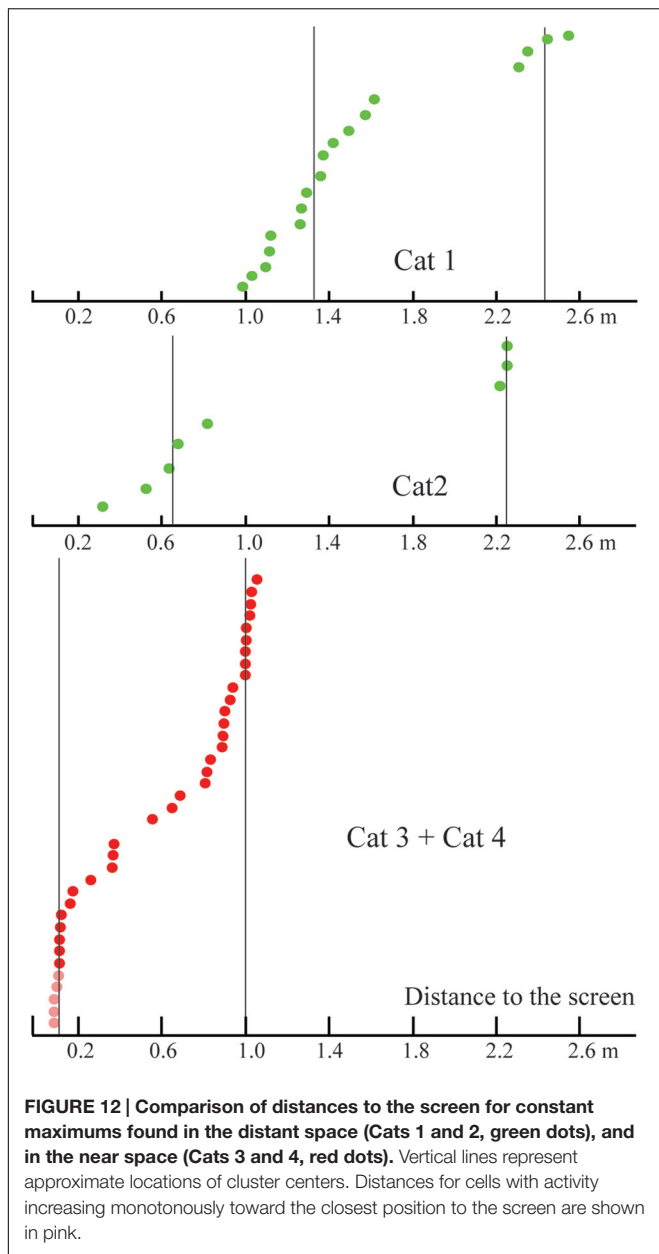 Cat 1
0.2 0.6 1.0 1.4 1.8 2.2 2.6 m
Cat2
0.2 0.6 1.0 1.4 1.8 2.2 2.6 m
Cat 3 + Cat 4
Distance to the screen
0.2 0.6 1.0 1.4 1.8 2.2 2.6 m
FIGURE 12 | Comparison of distances to the screen for constant
maximums found in the distant space (Cats 1 and 2, green dots), and
in the near space (Cats 3 and 4, red dots). Vertical lines represent
approximate locations of cluster centers. Distances for cells with activity
increasing monotonously toward the closest position to the screen are shown
in pink.